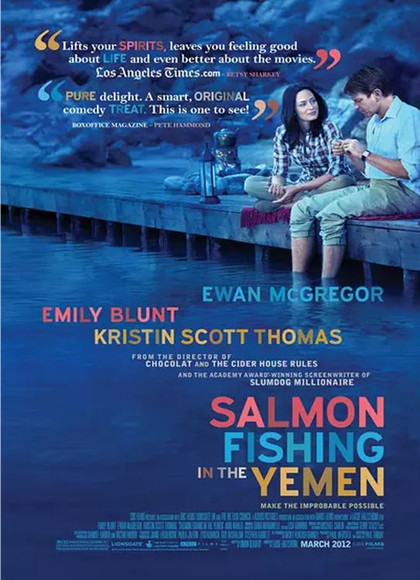 “Lifts your SPIRITS, leaves you feeling good
about LIFE and even better about the movies.”
Los Angeles Times.com – BETSY SHARKEY
“PURE delight. A smart, ORIGINAL
comedy TREAT. This is one to see!”
BOXOFFICE MAGAZINE – PETE HAMMOND
EWAN McGREGOR
EMILY BLUNT
KRISTIN SCOTT THOMAS
FROM THE DIRECTOR OF
CHOCOLAT AND THE CIDER HOUSE RULES
AND THE ACADEMY AWARD®-WINNING SCREENWRITER OF
SLUMDOG MILLIONAIRE
SALMON
FISHING
IN THE YEMEN
MAKE THE IMPROBABLE POSSIBLE
LIONSGATE
BBC FILMS
MARCH 2012